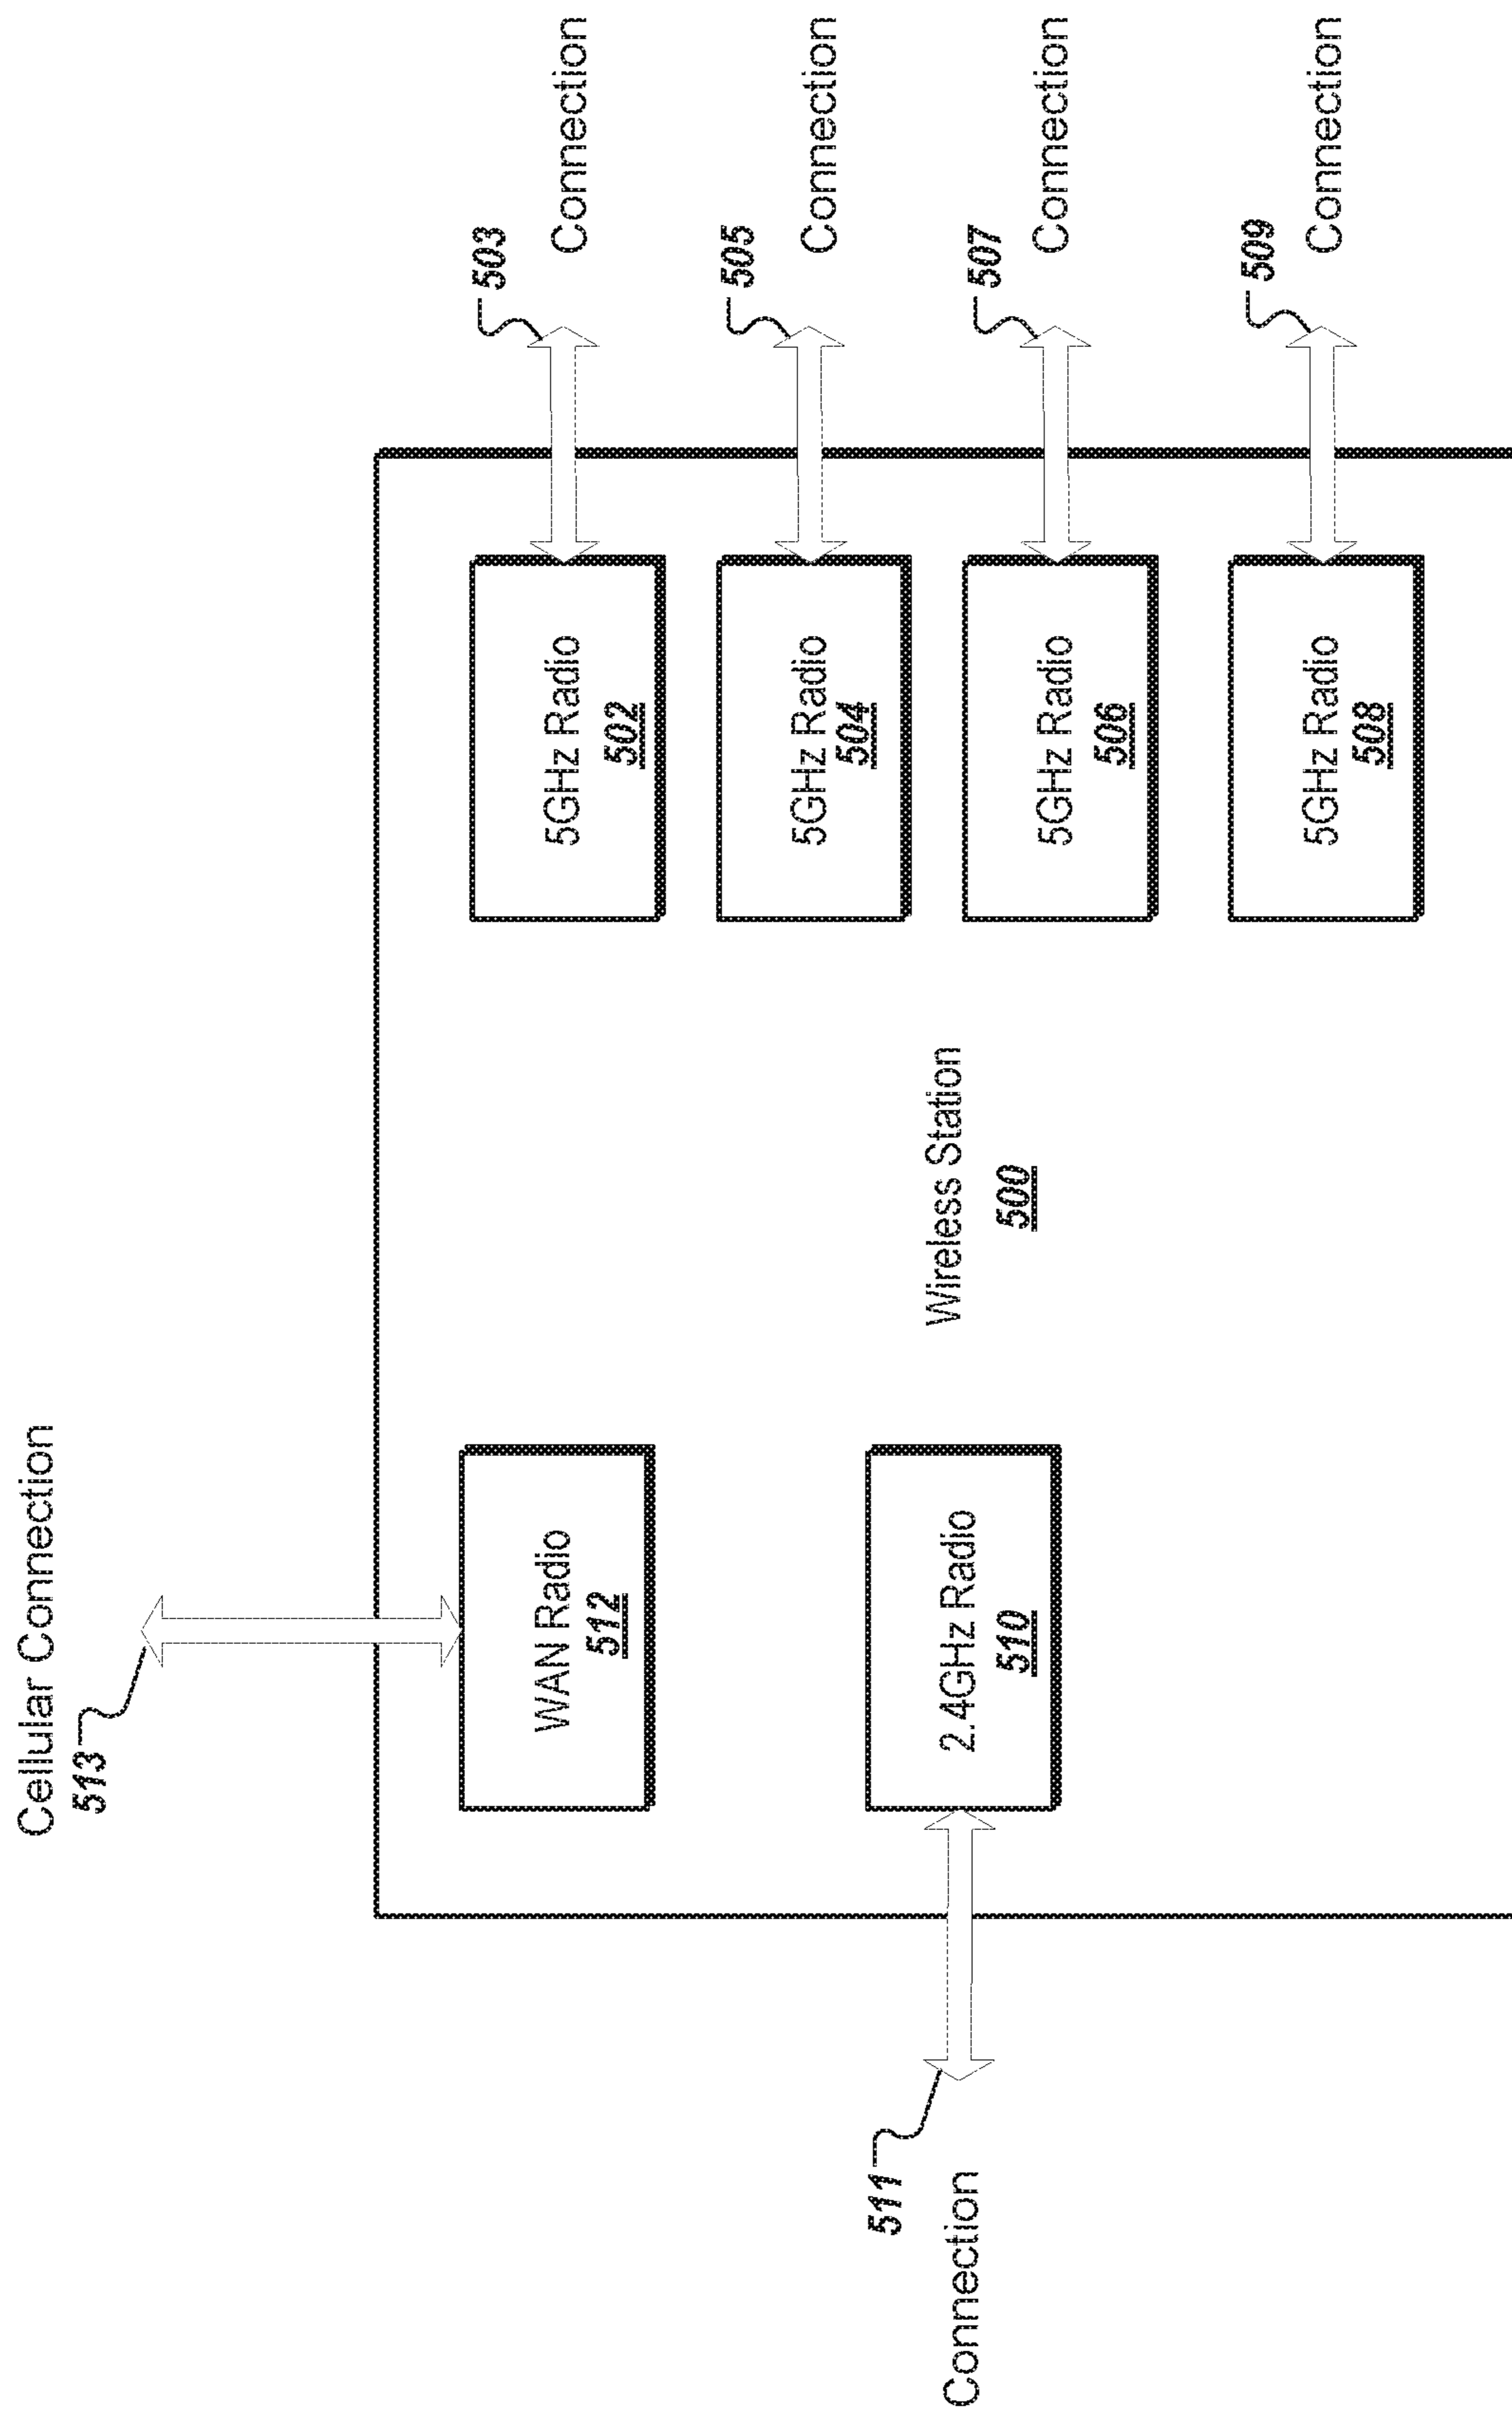 Cellular Connection
513
WAN Radio
512
5GHz Radio
502
503
Connection
5GHz Radio
504
505
Connection
Connection
511
2.4GHz Radio
510
Wireless Station
500
5GHz Radio
506
507
Connection
5GHz Radio
508
509
Connection